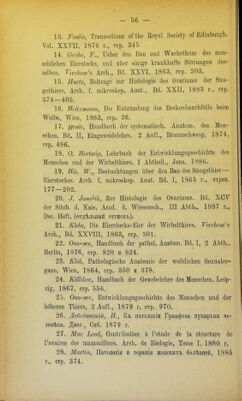 — 56 —
13. Foulis, Transactions of the Royal Society of Edinburgh.
Vol. XXVII, 1876 г., стр. 345.
14. Grohe, F., Ueber den Bau und Wachsthum des mensch-
lichen Eierstocks, und über einige krankhafte Störungen des-
selben. Virchow's Arch., Bd. XXVI, 1863, стр. 303.
15. Hartz, Beiträge zur Histologie des Ovariums der Säu-
gethiere, Arch. f. mikroskop. Anat., Bd. XXII, 1883 г. стр.
374—405.
16. Heitzmann, Die Entzündung des Beckenbauchfells beim
Weibe, Wien, 1883, стр. 26.
17. Henle, Handbuch der systematisch. Anatom. des Men-
schen, Bd. II, Eingeweidelehre, 2 Aufl., Braunschweig, 1874,
стр. 486.
18. O. Hertwig, Lehrbuch der Entwicklungsgeschichte des
Menschen und der Wirbelthiere, I Abtheil., Jena, 1886.
19. His, W., Beobachtungen über den Bau des Säugethier—
Eierstockes. Arch. f. mikroskop. Anat. Bd. I, 1865 г., стран.
177—202.
20. J. Janošik, Zur Histologie des Ovariums. Bd. XCV
der Sitzb. d. Kais. Acad. d. Wissensch., III Abth., 1887 г.,
Dec. Heft, (отдѣльный оттискъ).
21. Klebs, Die Eierstocks-Eier der Wirbelthiere. Virchow's
Arch., Bd. XXVIII, 1863, стр. 301.
22. Онъ-же, Handbuch der pathol. Anatom. Bd. I, 2 Abth.,
Berlin, 1876, стр. 820 и 824.
23. Klob, Pathologische Anatomie der weiblichen Sexualor-
gane, Wien, 1864, стр. 350 и 378.
24. Kölliker, Handbuch der Gewebelehre des Menschen, Leip-
zig, 1867, стр. 556.
25. Онъ-же, Entwicklungsgeschichte des Menschen und der
höheren Thiere, 2 Aufl., 1879 г. стр. 970.
26. Лебединскій, П., Къ патологіи Граафова пузырька че-
ловѣка. Дисс., Спб. 1879 г.
27. Mac Leod, Contribution à l'étude de la structure de
l'ovaire des mammifères. Arch. de Biologie, Tome I. 1880 г.
28. Martin, Патологія и терапія женскихъ болѣзней, 1885
г., стр. 374.